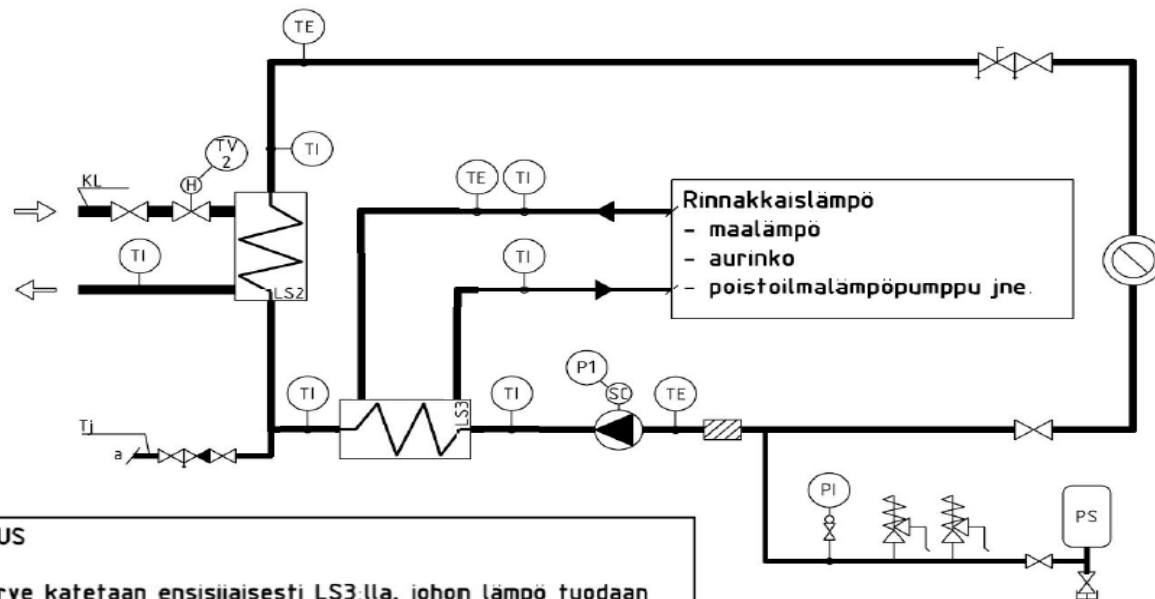 TE
TV
2
TI
H
KL
TE
TI
Rinnakkaislämpö
- maalämpö
- aurinko
- poistoilmalämpöpumppu jne.
TI
TI
LS2
P1
TI
TI
SC
TE
LS3
Tj
a
PI
PS
US
rve katetaan ensisijaisesti LS3:lla, johon lämpö tuodaan